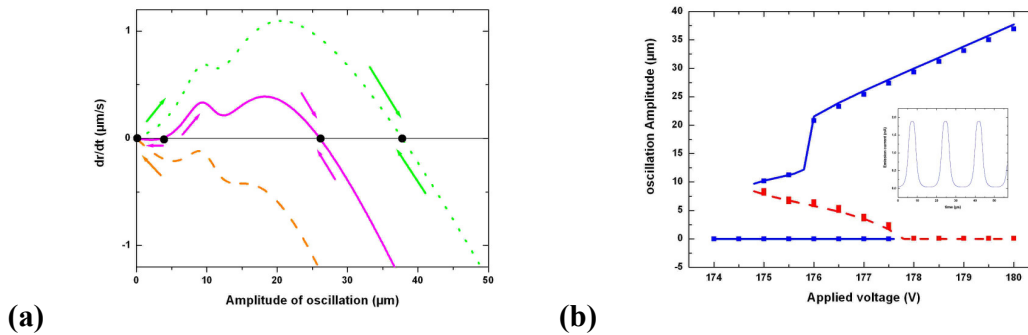 1
0
-1
dr/dt (µm/s)
0 10 20 30 40 50
Amplitude of oscillation (µm)
(a)
40
35
30
25
20
15
10
5
0
-5
oscillation Amplitude (µm)
174 175 176 177 178 179 180
Applied voltage (V)
time (µs)
(b)